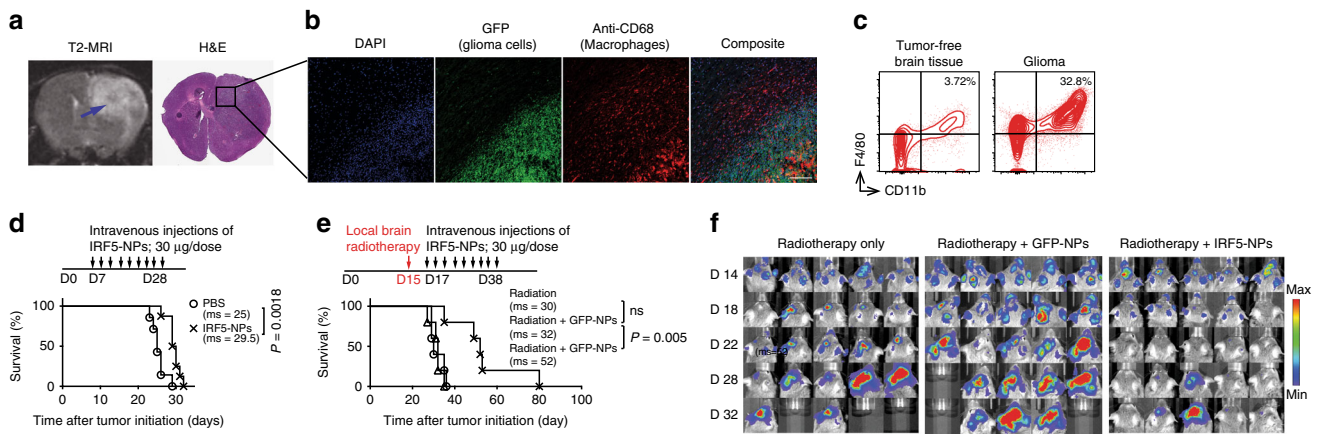 a
T2-MRI
H&E
b
DAPI
GFP
(glioma cells)
Anti-CD68
(Macrophages)
Composite
c
Tumor-free
brain tissue
Glioma
3.72%
32.8%
F4/80
CD11b
d
Intravenous injections of
IRF5-NPs; 30 µg/dose
D0
D7
D28
Survival (%)
100
50
0
0
10
20
30
Time after tumor initiation (days)
PBS
(ms = 25)
IRF5-NPs
(ms = 29.5)
P = 0.0018
e
Local brain
radiotherapy
Intravenous injections of
IRF5-NPs; 30 µg/dose
D0
D15
D17
D38
Survival (%)
100
50
0
0
20
40
60
80
100
Time after tumor initiation (days)
Radiation
(ms = 30)
Radiation + GFP-NPs
(ms = 32)
Radiation + GFP-NPs
(ms = 52)
ns
P = 0.005
f
Radiotherapy only
Radiotherapy + GFP-NPs
Radiotherapy + IRF5-NPs
D 14
D 18
D 22
D 28
D 32
Max
Min